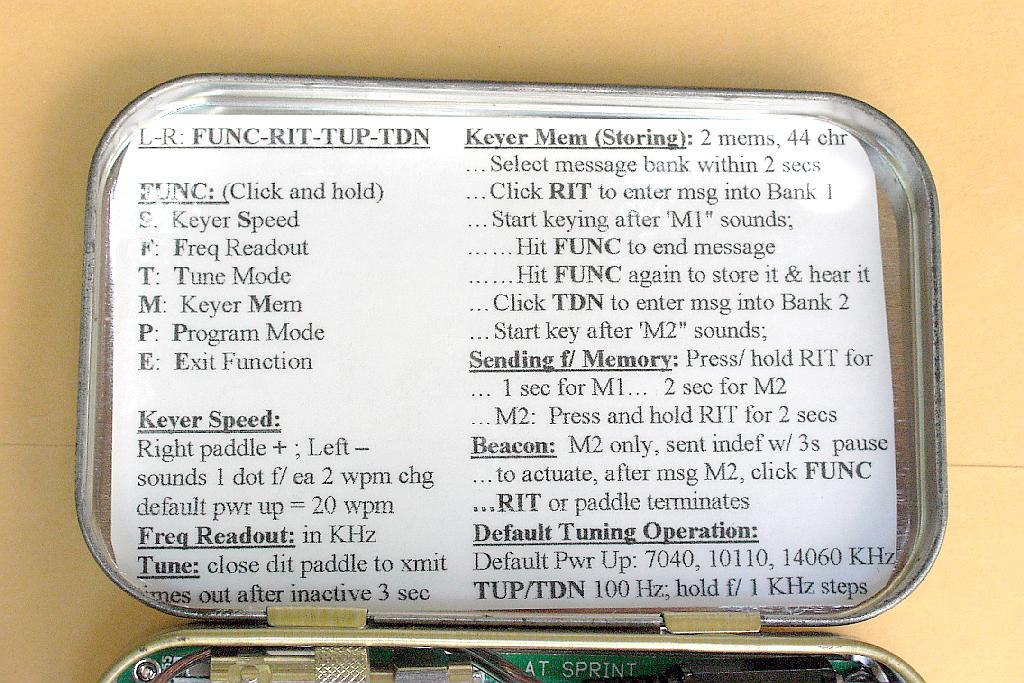 L-R: FUNC-RIT-TUP-TDN
FUNC: (Click and hold)
S: Keyer Speed
F: Freq Readout
T: Tune Mode
M: Keyer Mem
P: Program Mode
E: Exit Function
Keyer Speed:
Right paddle + ; Left –
sounds 1 dot f/ ea 2 wpm chg
default pwr up = 20 wpm
Freq Readout: in KHz
Tune: close dit paddle to xmit
out after inactive 3 sec
Keyer Mem (Storing): 2 mems, 44 chr
…Select message bank within 2 secs
…Click RIT to enter msg into Bank 1
…Start keying after 'M1" sounds;
……Hit FUNC to end message
……Hit FUNC again to store it & hear it
…Click TDN to enter msg into Bank 2
…Start key after 'M2" sounds;
Sending f/ Memory: Press/ hold RIT for
… 1 sec for M1… 2 sec for M2
…M2: Press and hold RIT for 2 secs
Beacon: M2 only, sent indef w/ 3s pause
…to actuate, after msg M2, click FUNC
…RIT or paddle terminates
Default Tuning Operation:
Default Pwr Up: 7040, 10110, 14060 KHz
TUP/TDN 100 Hz; hold f/ 1 KHz steps
AT SPRINT